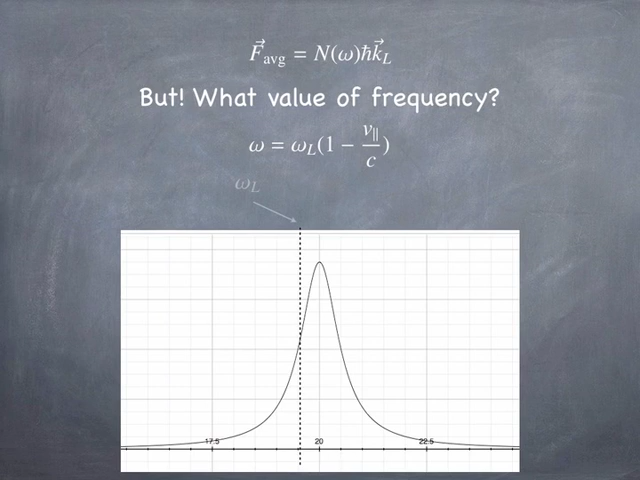 F⃗avg = N(ω)ħk⃗L
But! What value of frequency?
ω = ωL(1 − v∥/c)
ωL
17.5 20 22.5